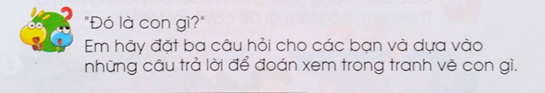 "Đó là con gì?"
Em hãy đặt ba câu hỏi cho các bạn và dựa vào
những câu trả lời để đoán xem trong tranh vẽ con gì.